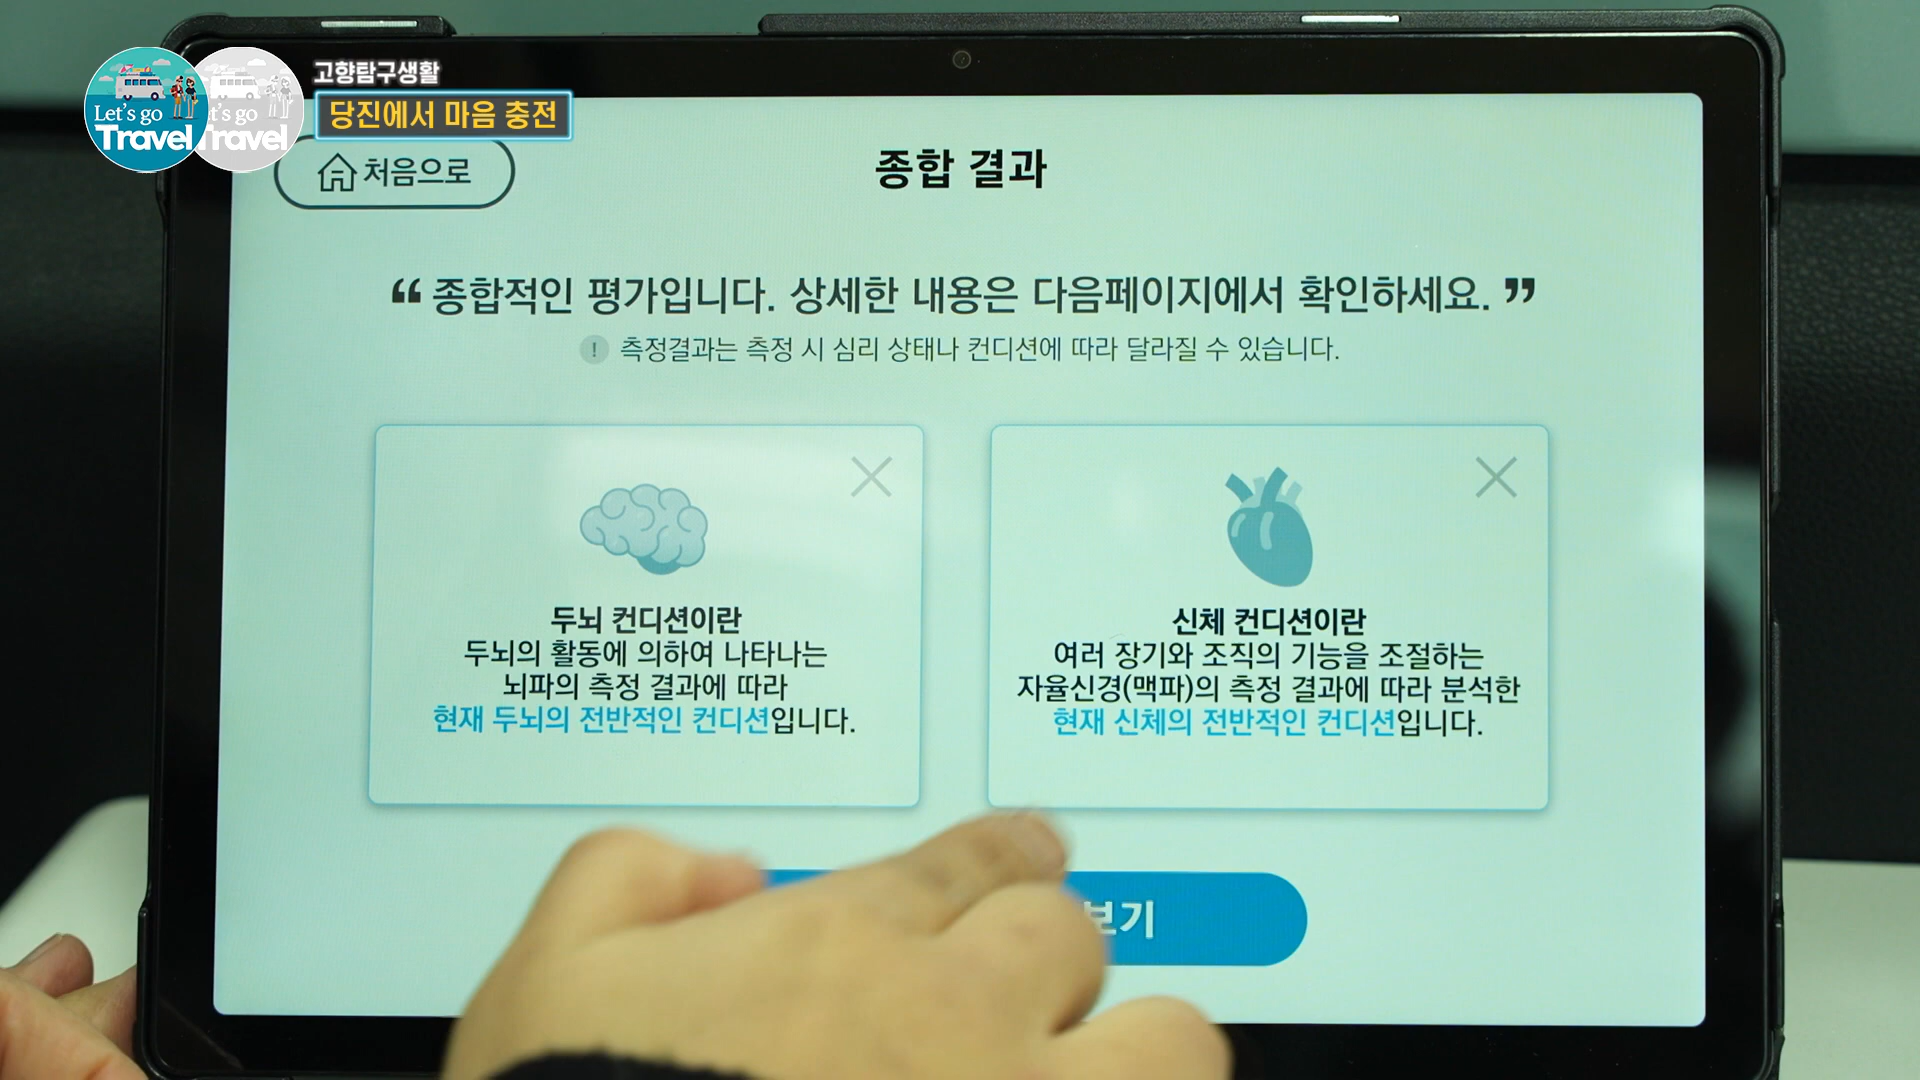 Let's go
Travel
t's go
Travel
고향탐구생활
당진에서 마음 충전
처음으로
종합 결과
“ 종합적인 평가입니다. 상세한 내용은 다음페이지에서 확인하세요. ”
! 측정결과는 측정 시 심리 상태나 컨디션에 따라 달라질 수 있습니다.
두뇌 컨디션이란
두뇌의 활동에 의하여 나타나는
뇌파의 측정 결과에 따라
현재 두뇌의 전반적인 컨디션입니다.
신체 컨디션이란
여러 장기와 조직의 기능을 조절하는
자율신경(맥파)의 측정 결과에 따라 분석한
현재 신체의 전반적인 컨디션입니다.
보기